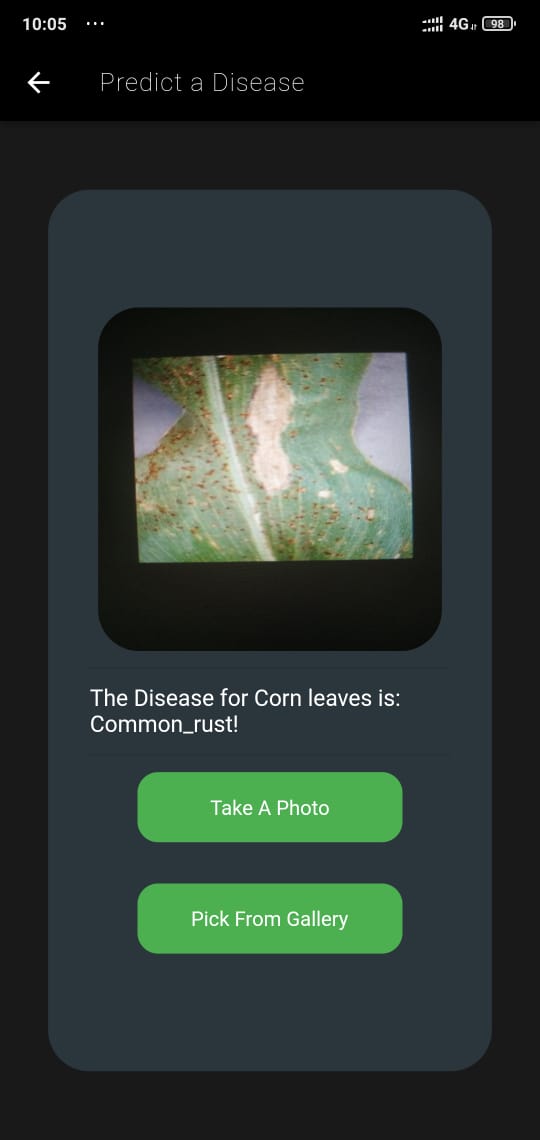 10:05 ... 4G 98
Predict a Disease
The Disease for Corn leaves is:
Common_rust!
Take A Photo
Pick From Gallery